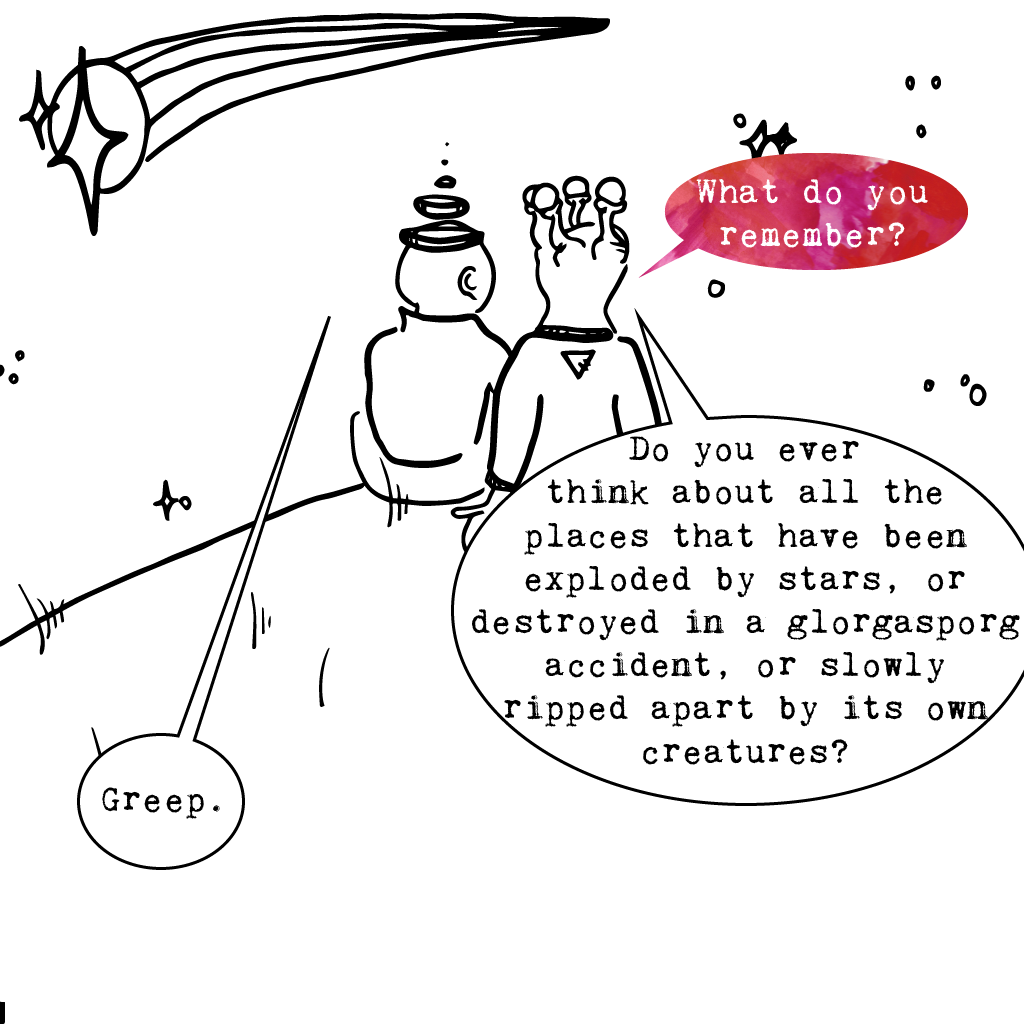 What do you
remember?
Do you ever
think about all the
places that have been
exploded by stars, or
destroyed in a glorgasporg
accident, or slowly
ripped apart by its own
creatures?
Greep.